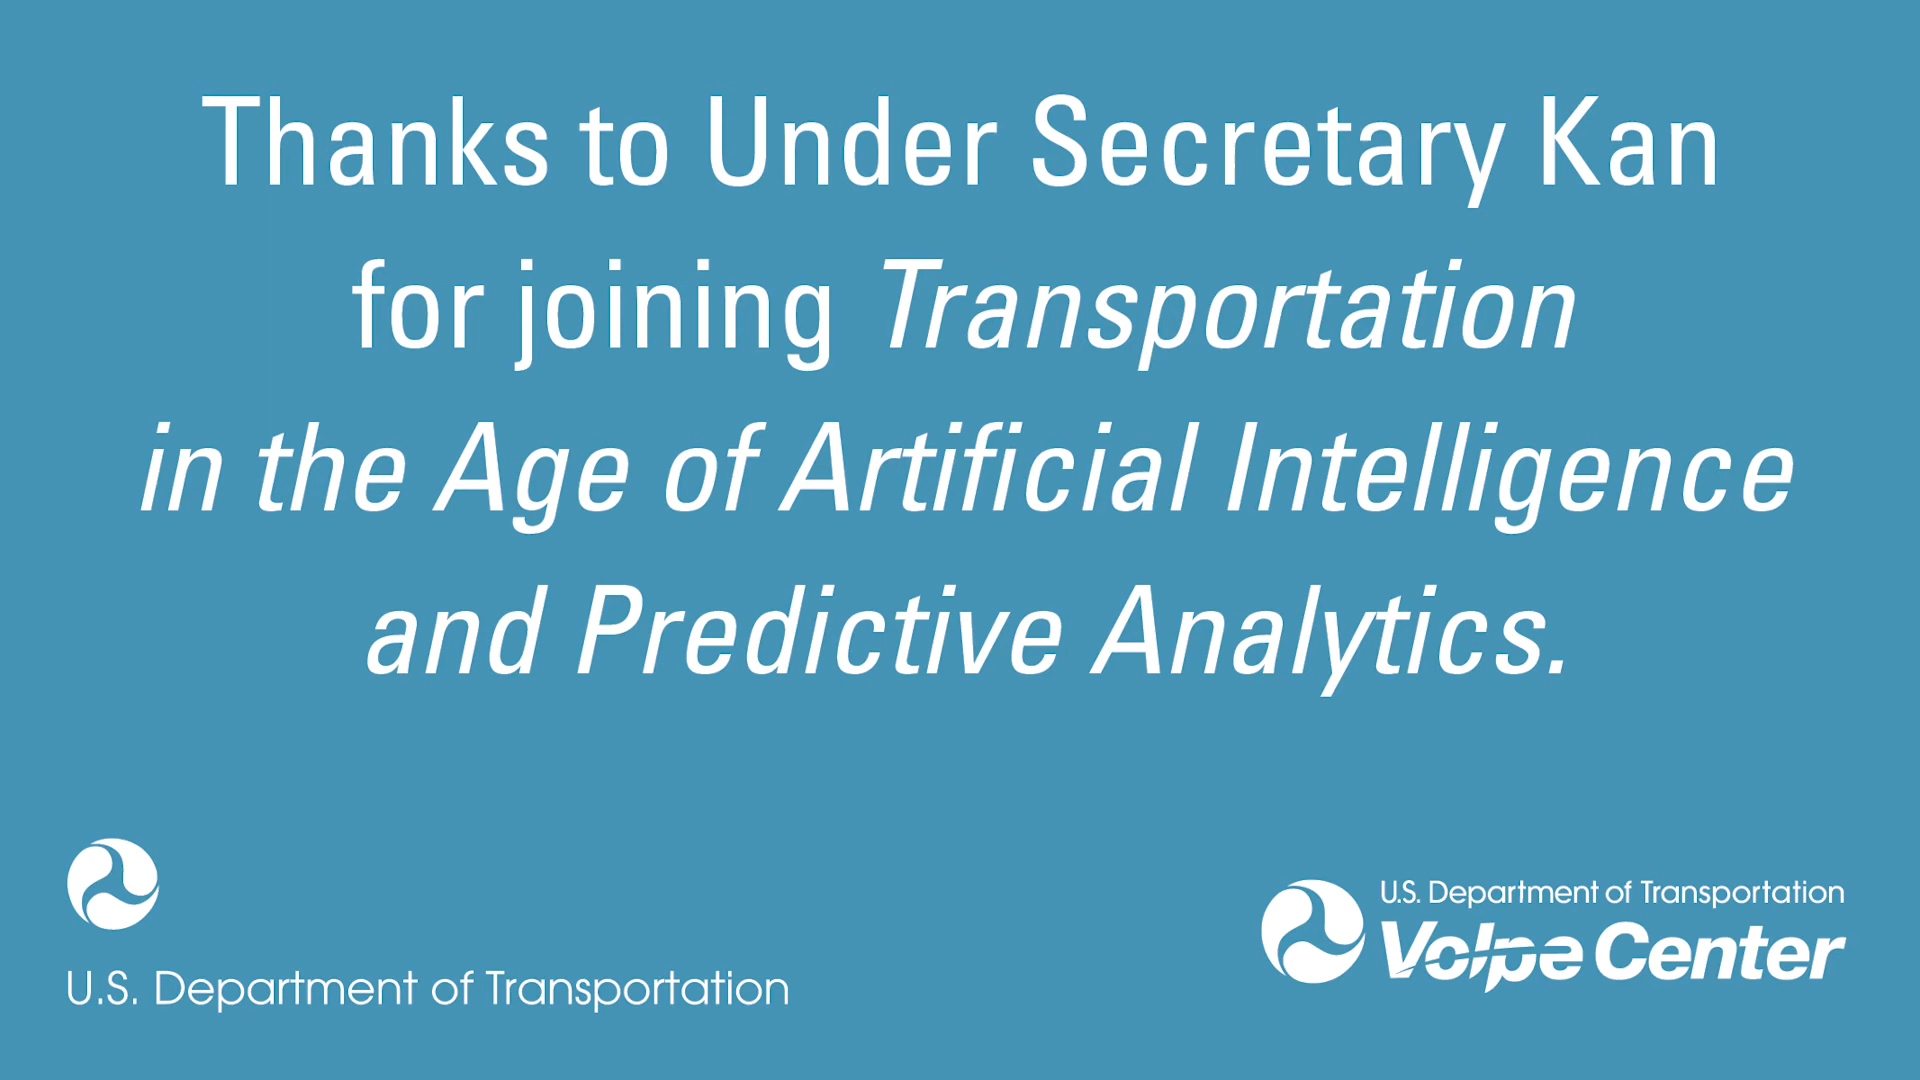 Thanks to Under Secretary Kan
for joining Transportation
in the Age of Artificial Intelligence
and Predictive Analytics.
U.S. Department of Transportation
U.S. Department of Transportation
Volpe Center